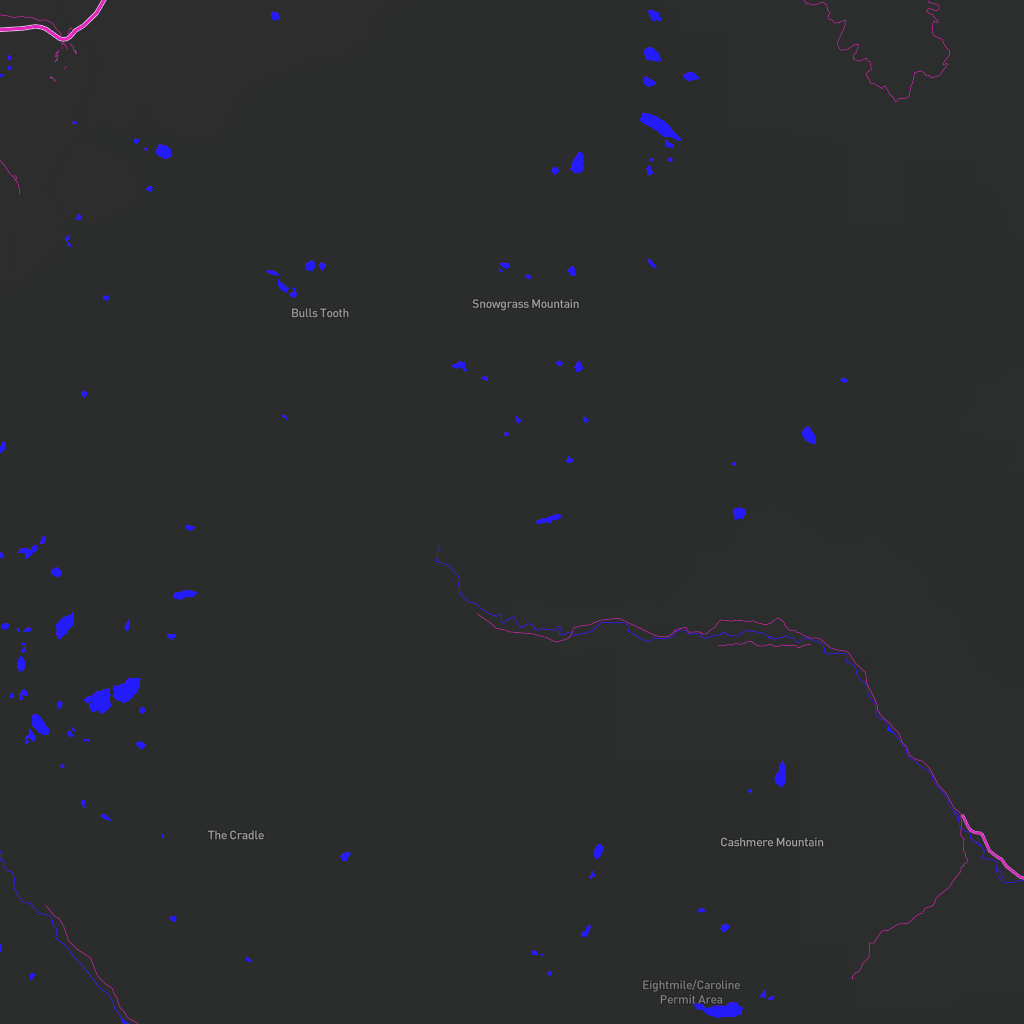 Snowgrass Mountain
Bulls Tooth
The Cradle
Cashmere Mountain
Eightmile/Caroline
Permit Area